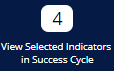 4
View Selected Indicators
in Success Cycle